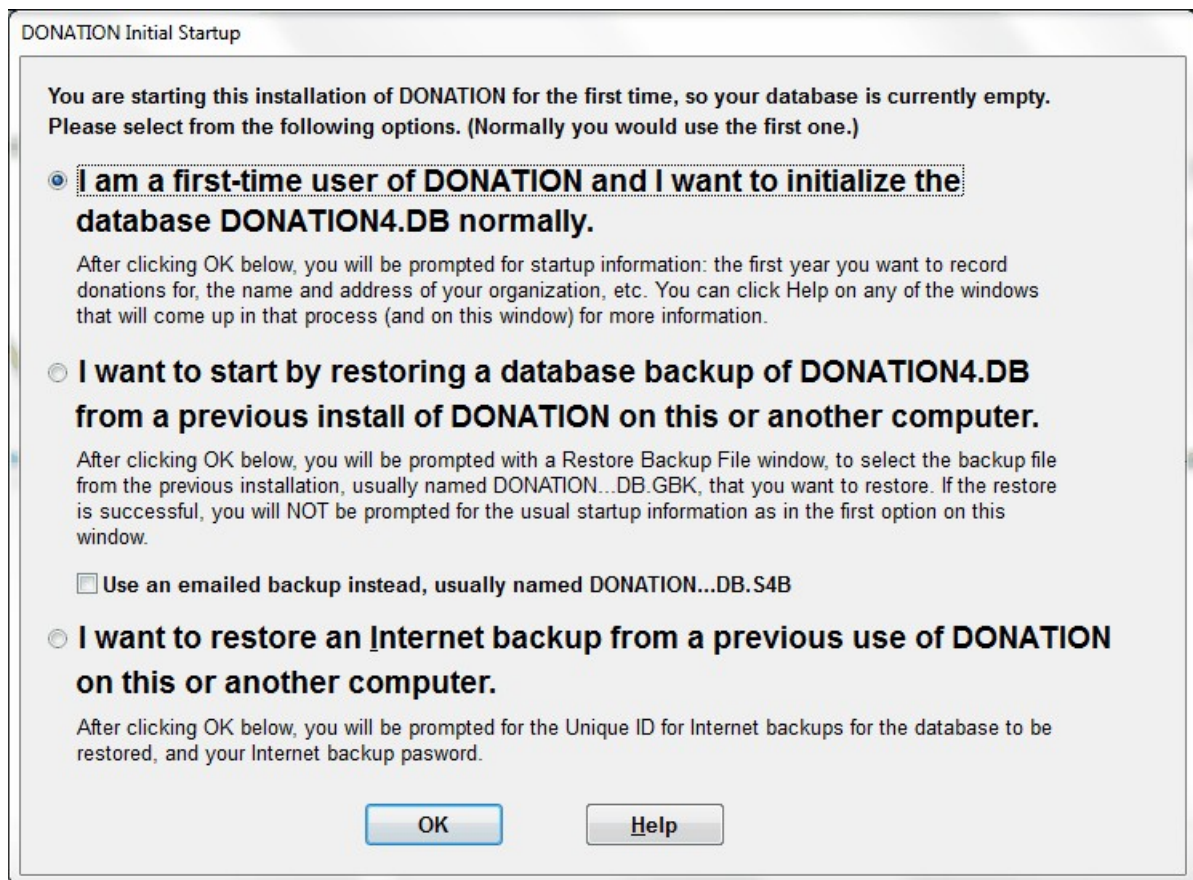 DONATION Initial Startup
You are starting this installation of DONATION for the first time, so your database is currently empty.
Please select from the following options. (Normally you would use the first one.)
I am a first-time user of DONATION and I want to initialize the
database DONATION4.DB normally.
After clicking OK below, you will be prompted for startup information: the first year you want to record
donations for, the name and address of your organization, etc. You can click Help on any of the windows
that will come up in that process (and on this window) for more information.
I want to start by restoring a database backup of DONATION4.DB
from a previous install of DONATION on this or another computer.
After clicking OK below, you will be prompted with a Restore Backup File window, to select the backup file
from the previous installation, usually named DONATION...DB.GBK, that you want to restore. If the restore
is successful, you will NOT be prompted for the usual startup information as in the first option on this
window.
Use an emailed backup instead, usually named DONATION...DB.S4B
I want to restore an Internet backup from a previous use of DONATION
on this or another computer.
After clicking OK below, you will be prompted for the Unique ID for Internet backups for the database to be
restored, and your Internet backup pasword.
OK
Help